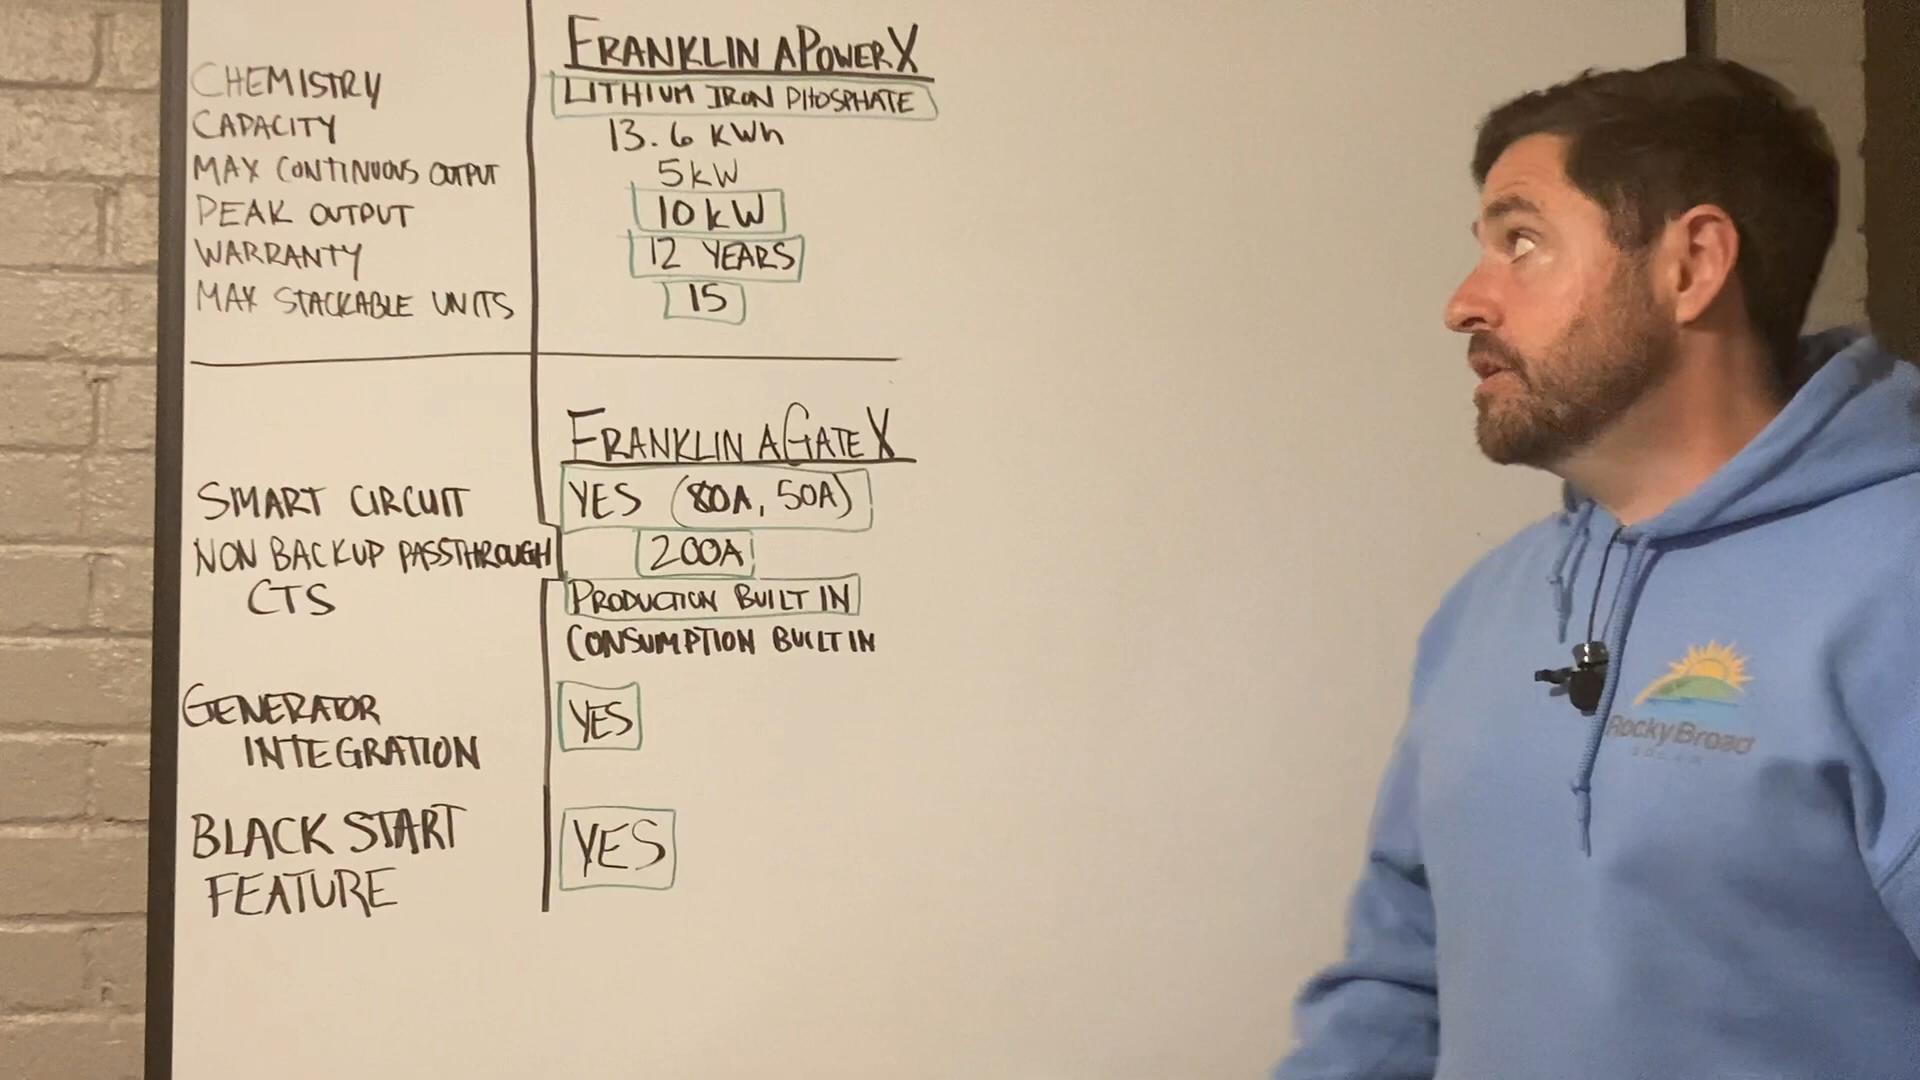 FRANKLIN APOWER X
CHEMISTRY LITHIUM IRON PHOSPHATE
CAPACITY 13.6 KWh
MAX CONTINUOUS OUTPUT 5KW
PEAK OUTPUT 10KW
WARRANTY 12 YEARS
MAX STACKABLE UNITS 15
FRANKLIN AGATE X
SMART CIRCUIT YES (80A, 50A)
NON BACKUP PASSTHROUGH 200A
CTS PRODUCTION BUILT IN
CONSUMPTION BUILT IN
GENERATOR YES
INTEGRATION
BLACK START YES
FEATURE
RockyBroad
SOLAR